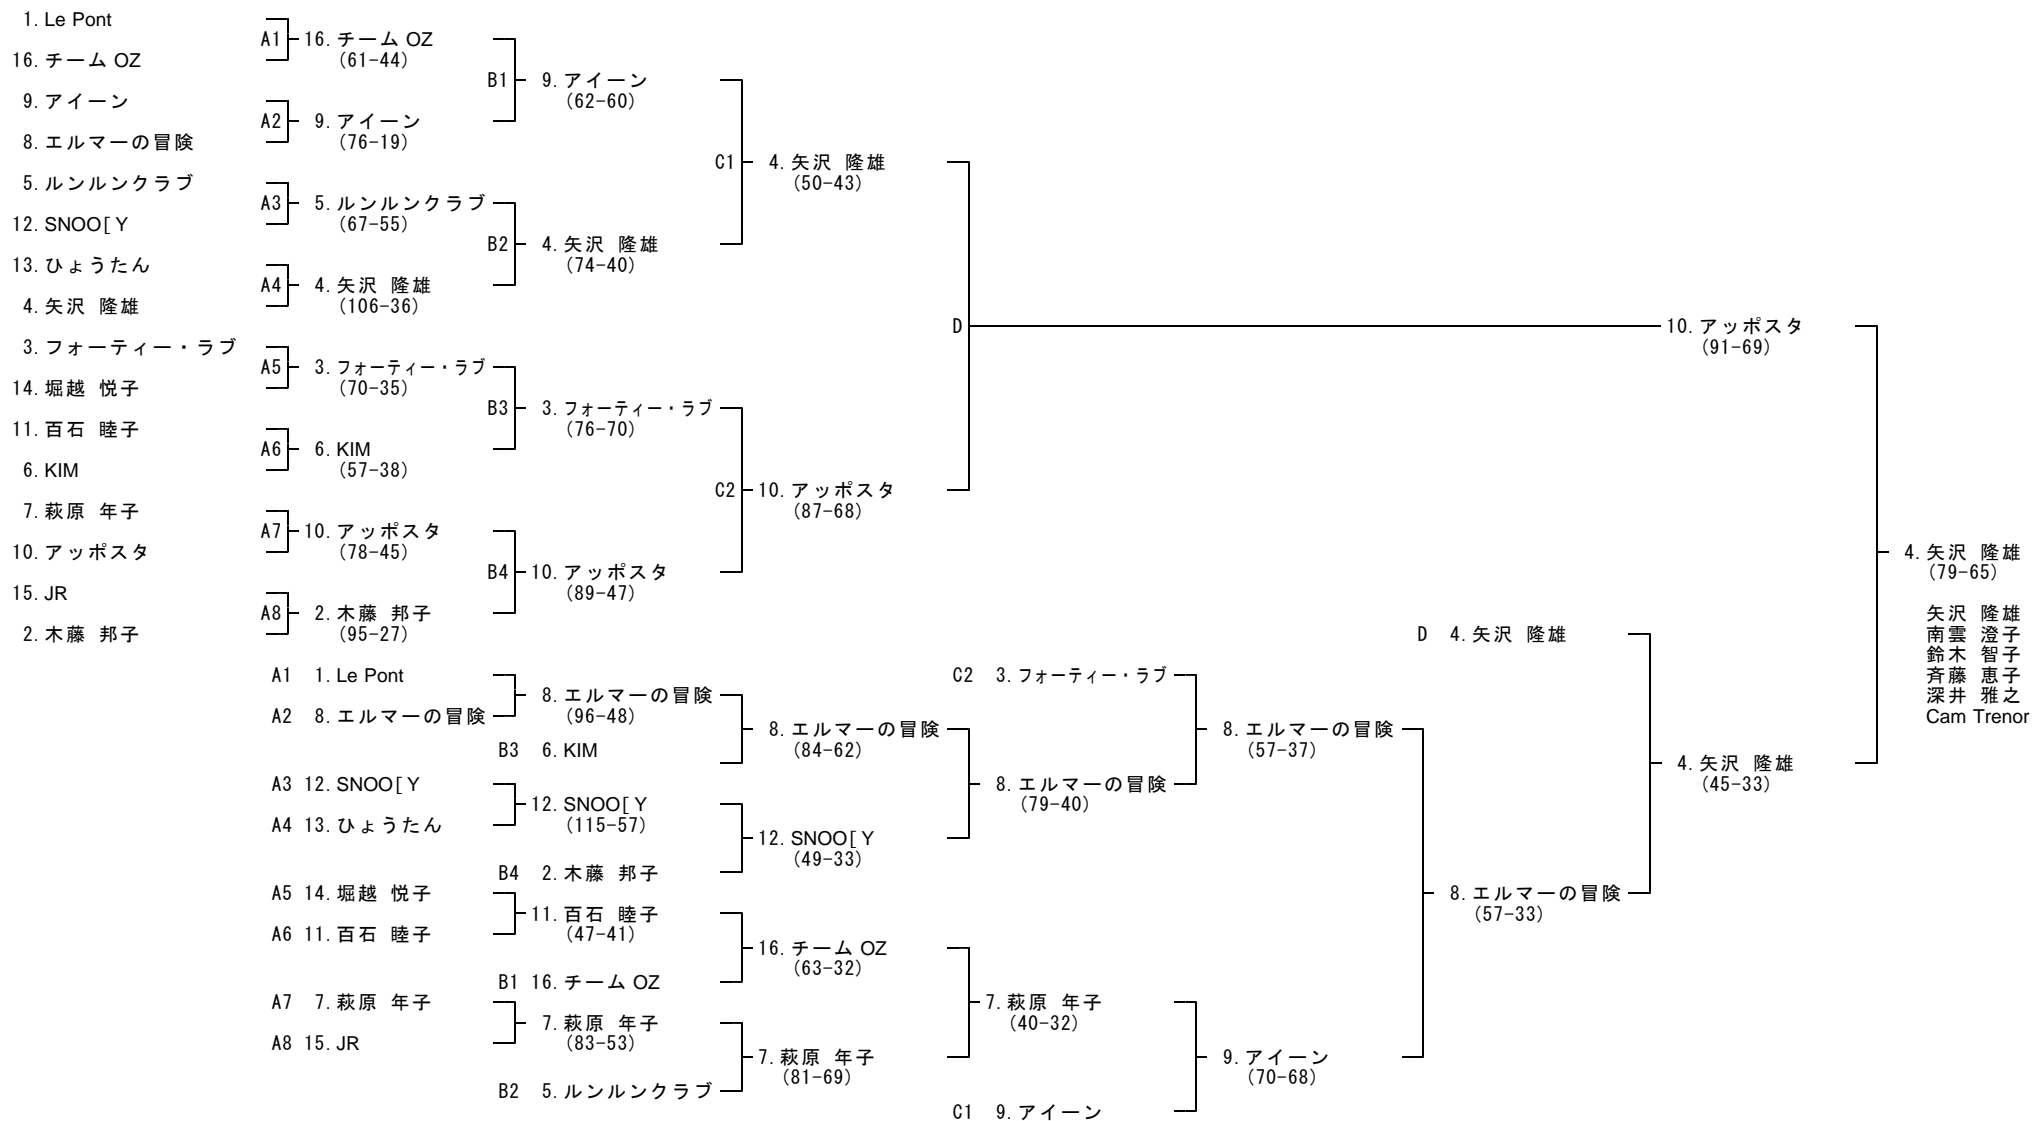 1. Le Pont
A1 16. チーム OZ
(61-44)
16. チーム OZ
B1 9. アイーン
(62-60)
9. アイーン
A2 9. アイーン
(76-19)
8. エルマーの冒険
C1 4. 矢沢 隆雄
(50-43)
5. ルンルンクラブ
A3 5. ルンルンクラブ
(67-55)
12. SNOO[Y
B2 4. 矢沢 隆雄
(74-40)
13. ひょうたん
A4 4. 矢沢 隆雄
(106-36)
4. 矢沢 隆雄
D 10. アッポスタ
(91-69)
3. フォーティー・ラブ
A5 3. フォーティー・ラブ
(70-35)
14. 堀越 悦子
B3 3. フォーティー・ラブ
(76-70)
11. 百石 睦子
A6 6. KIM
(57-38)
6. KIM
C2 10. アッポスタ
(87-68)
7. 萩原 年子
A7 10. アッポスタ
(78-45)
10. アッポスタ
B4 10. アッポスタ
(89-47)
15. JR
A8 2. 木藤 邦子
(95-27)
2. 木藤 邦子
4. 矢沢 隆雄
(79-65)
矢沢 隆雄
南雲 澄子
鈴木 智子
斉藤 恵子
深井 雅之
Cam Trenor
D 4. 矢沢 隆雄
A1 1. Le Pont
8. エルマーの冒険
(96-48)
A2 8. エルマーの冒険
B3 6. KIM
8. エルマーの冒険
(84-62)
C2 3. フォーティー・ラブ
8. エルマーの冒険
(57-37)
4. 矢沢 隆雄
(45-33)
A3 12. SNOO[Y
12. SNOO[Y
(115-57)
A4 13. ひょうたん
8. エルマーの冒険
(79-40)
12. SNOO[Y
(49-33)
B4 2. 木藤 邦子
A5 14. 堀越 悦子
11. 百石 睦子
(47-41)
A6 11. 百石 睦子
8. エルマーの冒険
(57-33)
16. チーム OZ
(63-32)
B1 16. チーム OZ
A7 7. 萩原 年子
7. 萩原 年子
(83-53)
A8 15. JR
7. 萩原 年子
(40-32)
7. 萩原 年子
(81-69)
9. アイーン
(70-68)
B2 5. ルンルンクラブ
C1 9. アイーン